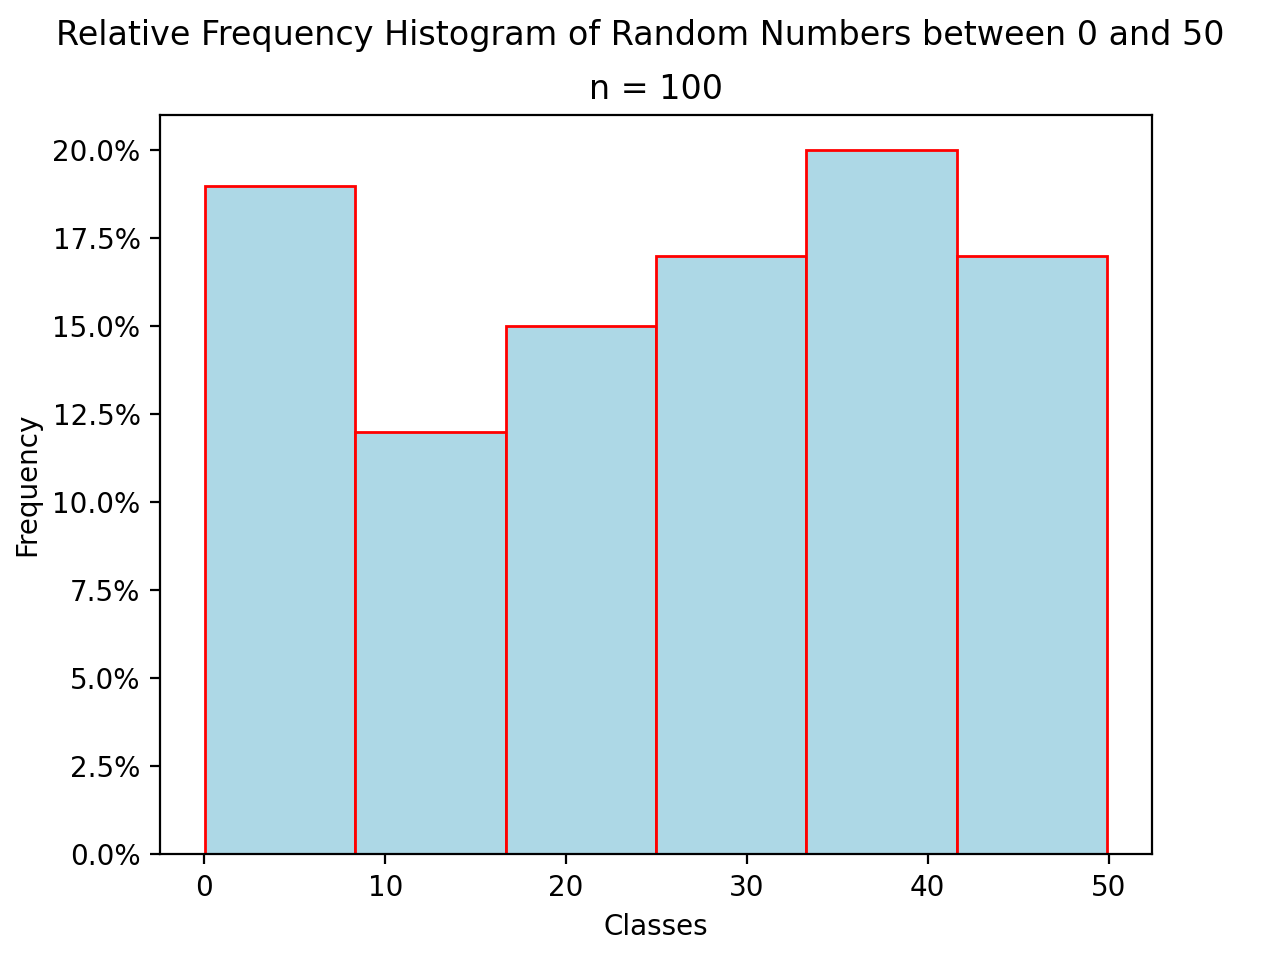 Relative Frequency Histogram of Random Numbers between 0 and 50
n = 100
20.0%
17.5%
15.0%
12.5%
10.0%
7.5%
5.0%
2.5%
0.0%
Frequency
0 10 20 30 40 50
Classes